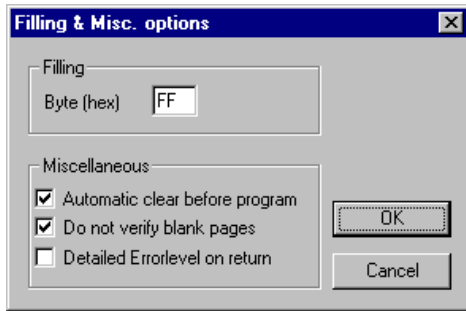 Filling & Misc. options
Filling
Byte (hex) FF
Miscellaneous
Automatic clear before program
Do not verify blank pages
Detailed Errorlevel on return
OK
Cancel